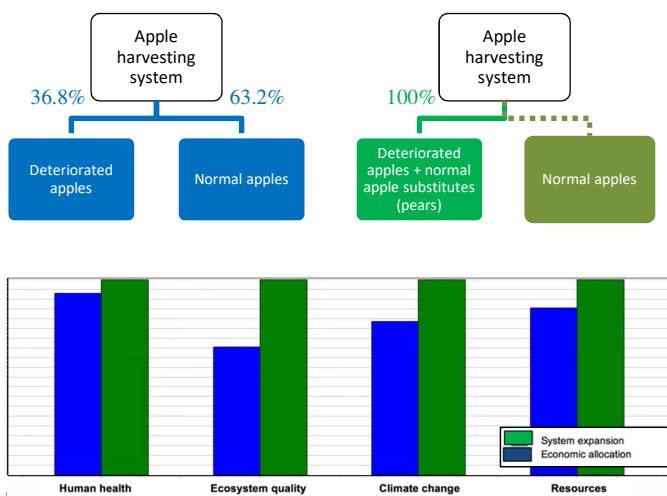 Apple
harvesting
system
36.8%
63.2%
Deteriorated
apples
Normal apples
Apple
harvesting
system
100%
Deteriorated
apples + normal
apple substitutes
(pears)
Normal apples
System expansion
Economic allocation
Human health
Ecosystem quality
Climate change
Resources